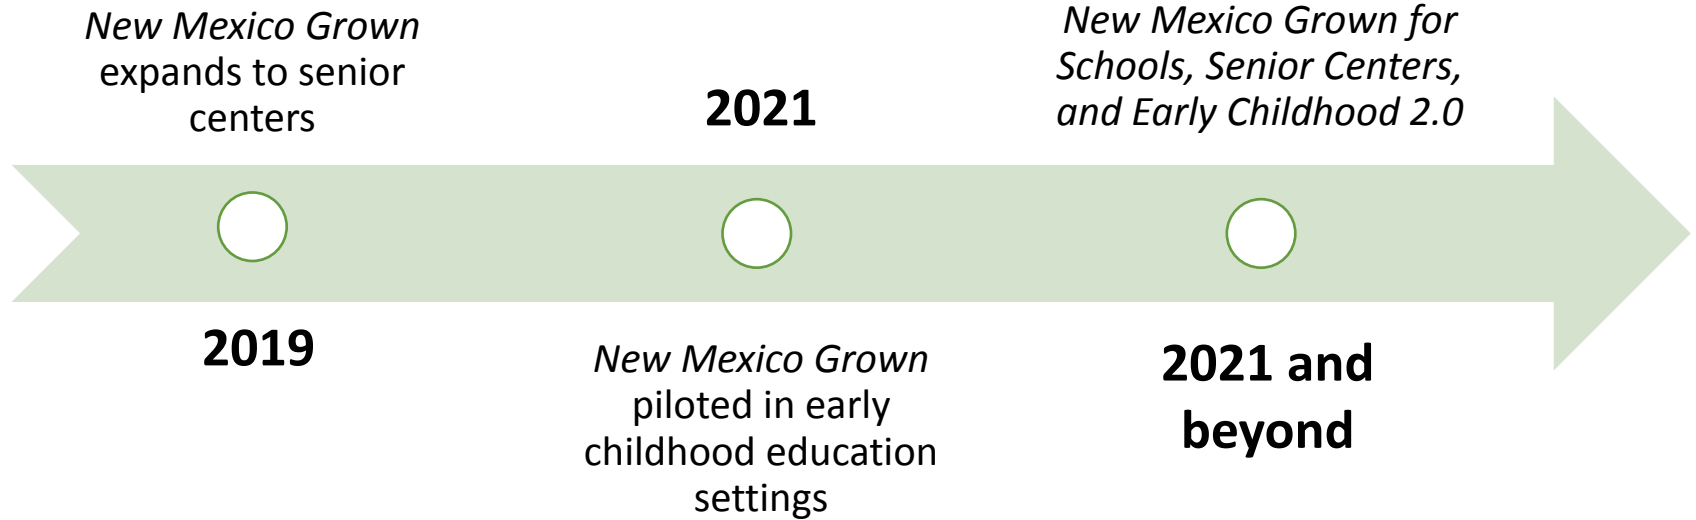 New Mexico Grown
expands to senior
centers
2019
2021
New Mexico Grown
piloted in early
childhood education
settings
New Mexico Grown for
Schools, Senior Centers,
and Early Childhood 2.0
2021 and
beyond